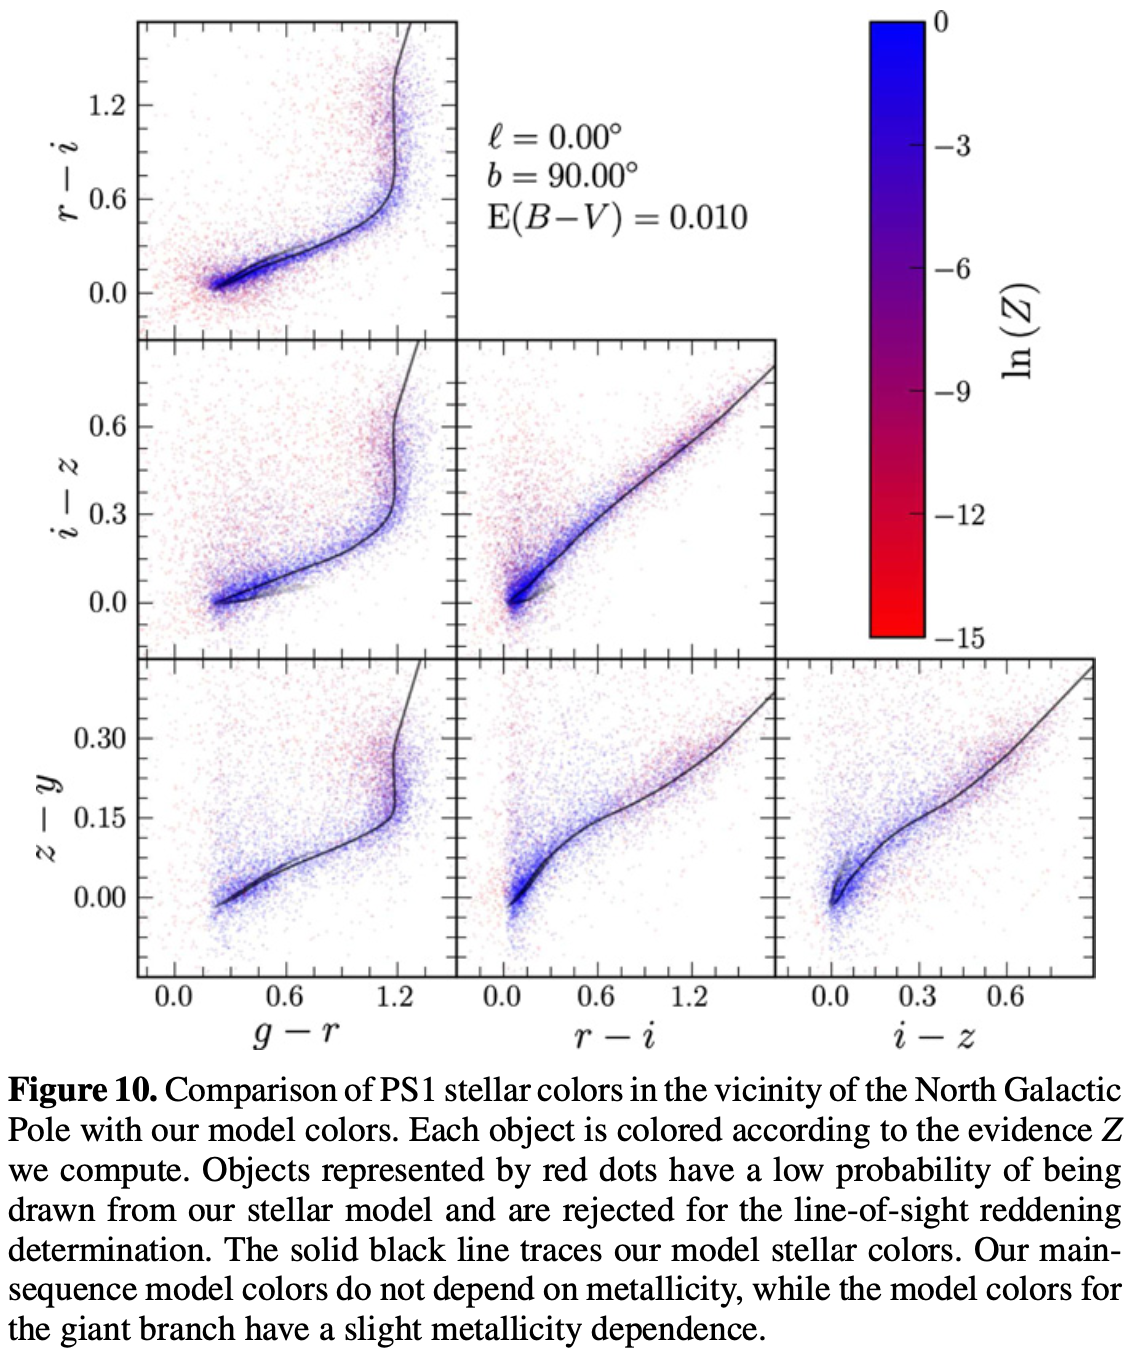 r − i
1.2
0.6
0.0
ℓ = 0.00°
b = 90.00°
E(B−V) = 0.010
0
−3
−6
−9
−12
−15
ln (Z)
i − z
0.6
0.3
0.0
z − y
0.30
0.15
0.00
0.0 0.6 1.2
g − r
0.0 0.6 1.2
r − i
0.0 0.3 0.6
i − z
Figure 10. Comparison of PS1 stellar colors in the vicinity of the North Galactic
Pole with our model colors. Each object is colored according to the evidence Z
we compute. Objects represented by red dots have a low probability of being
drawn from our stellar model and are rejected for the line-of-sight reddening
determination. The solid black line traces our model stellar colors. Our main-
sequence model colors do not depend on metallicity, while the model colors for
the giant branch have a slight metallicity dependence.